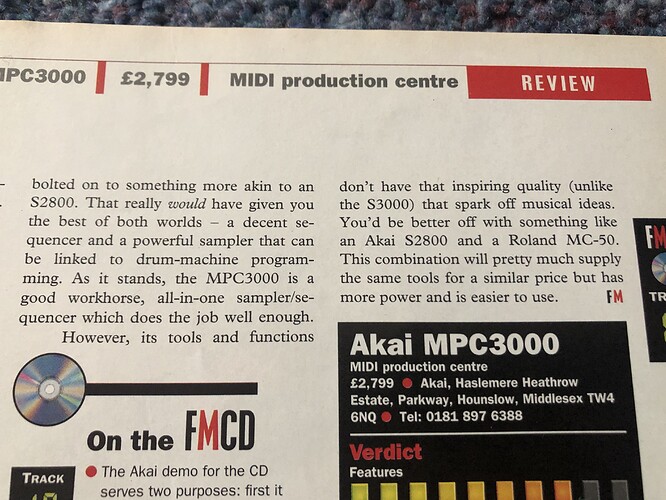 MPC3000 £2,799 MIDI production centre REVIEW
bolted on to something more akin to an
S2800. That really would have given you
the best of both worlds – a decent se-
quencer and a powerful sampler that can
be linked to drum-machine program-
ming. As it stands, the MPC3000 is a
good workhorse, all-in-one sampler/se-
quencer which does the job well enough.
However, its tools and functions
don't have that inspiring quality (unlike
the S3000) that spark off musical ideas.
You'd be better off with something like
an Akai S2800 and a Roland MC-50.
This combination will pretty much supply
the same tools for a similar price but has
more power and is easier to use. FM
On the FMCD
TRACK
● The Akai demo for the CD
serves two purposes: first it
Akai MPC3000
MIDI production centre
£2,799 ● Akai, Haslemere Heathrow
Estate, Parkway, Hounslow, Middlesex TW4
6NQ ● Tel: 0181 897 6388
Verdict
Features
FM
TR